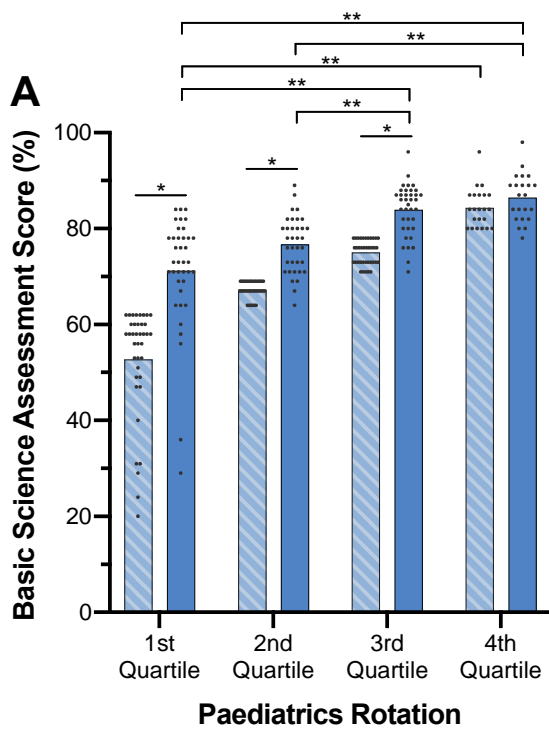 **
**
**
**
A
**
100
*
*
*
80
60
40
20
0
Basic Science Assessment Score (%)
1st
Quartile
2nd
Quartile
3rd
Quartile
4th
Quartile
Paediatrics Rotation